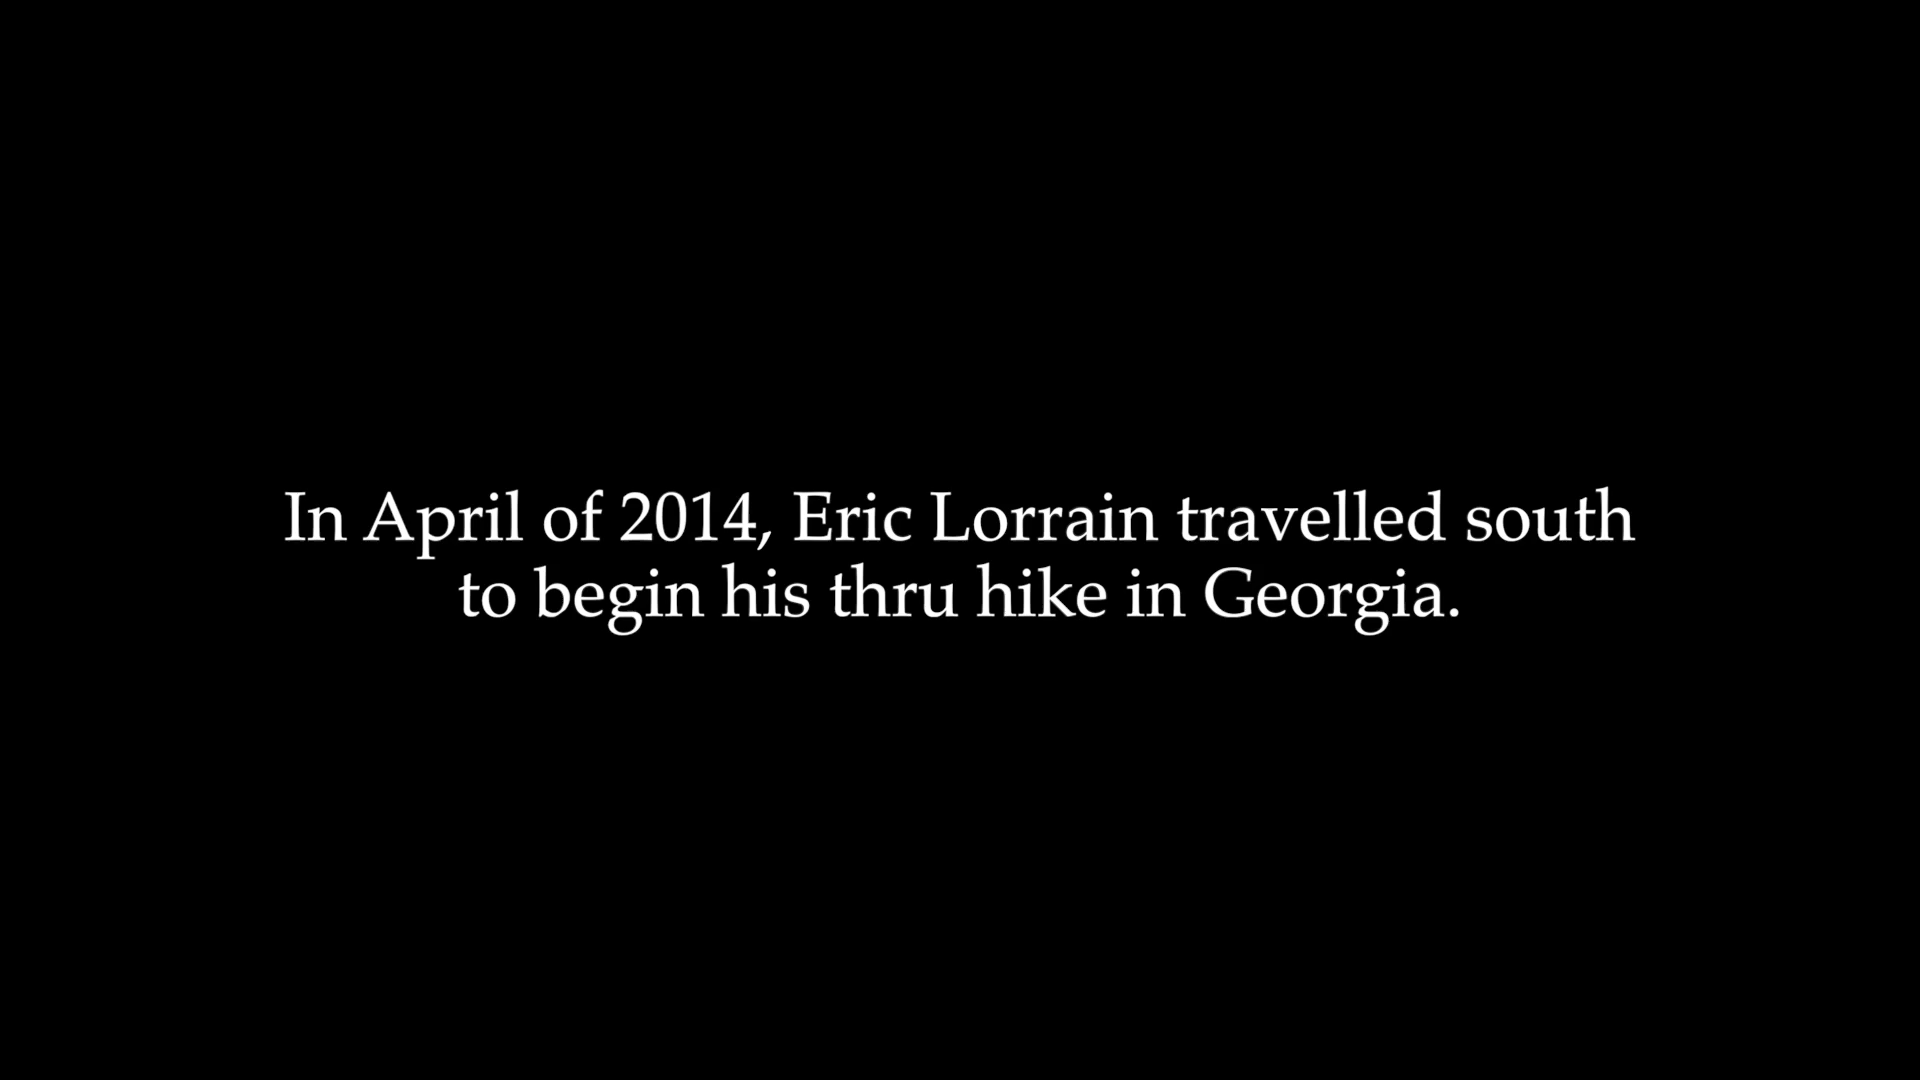 In April of 2014, Eric Lorrain travelled south
to begin his thru hike in Georgia.